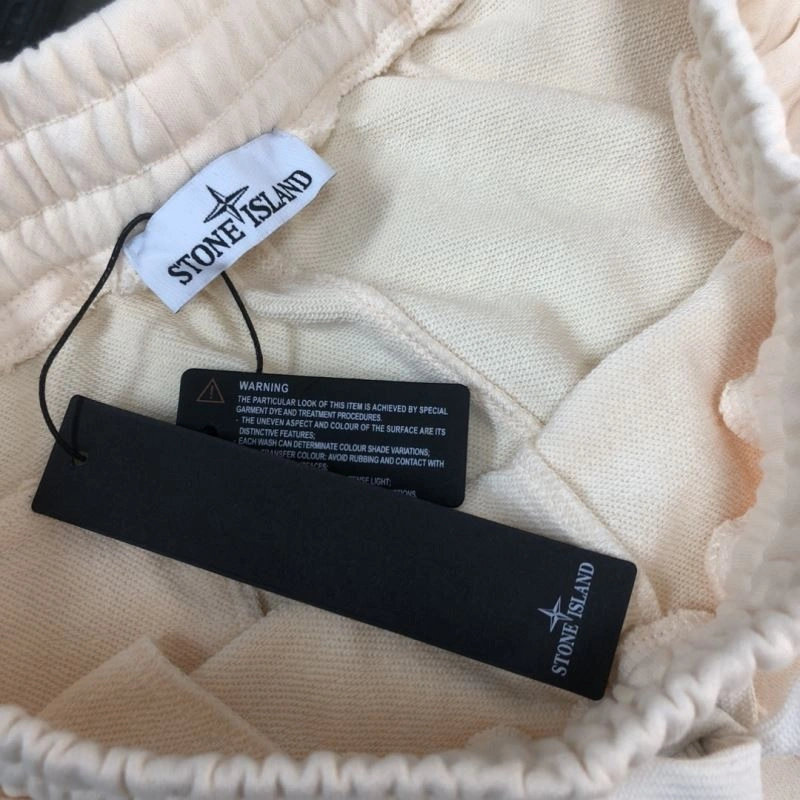 STONE ISLAND
WARNING
THE PARTICULAR LOOK OF THIS ITEM IS ACHIEVED BY SPECIAL
GARMENT DYE AND TREATMENT PROCEDURES.
- THE UNEVEN ASPECT AND COLOUR OF THE SURFACE ARE ITS
DISTINCTIVE FEATURES;
- EACH WASH CAN DETERMINATE COLOUR SHADE VARIATIONS;
TRANSFER COLOUR: AVOID RUBBING AND CONTACT WITH
LIGHT;
STONE ISLAND